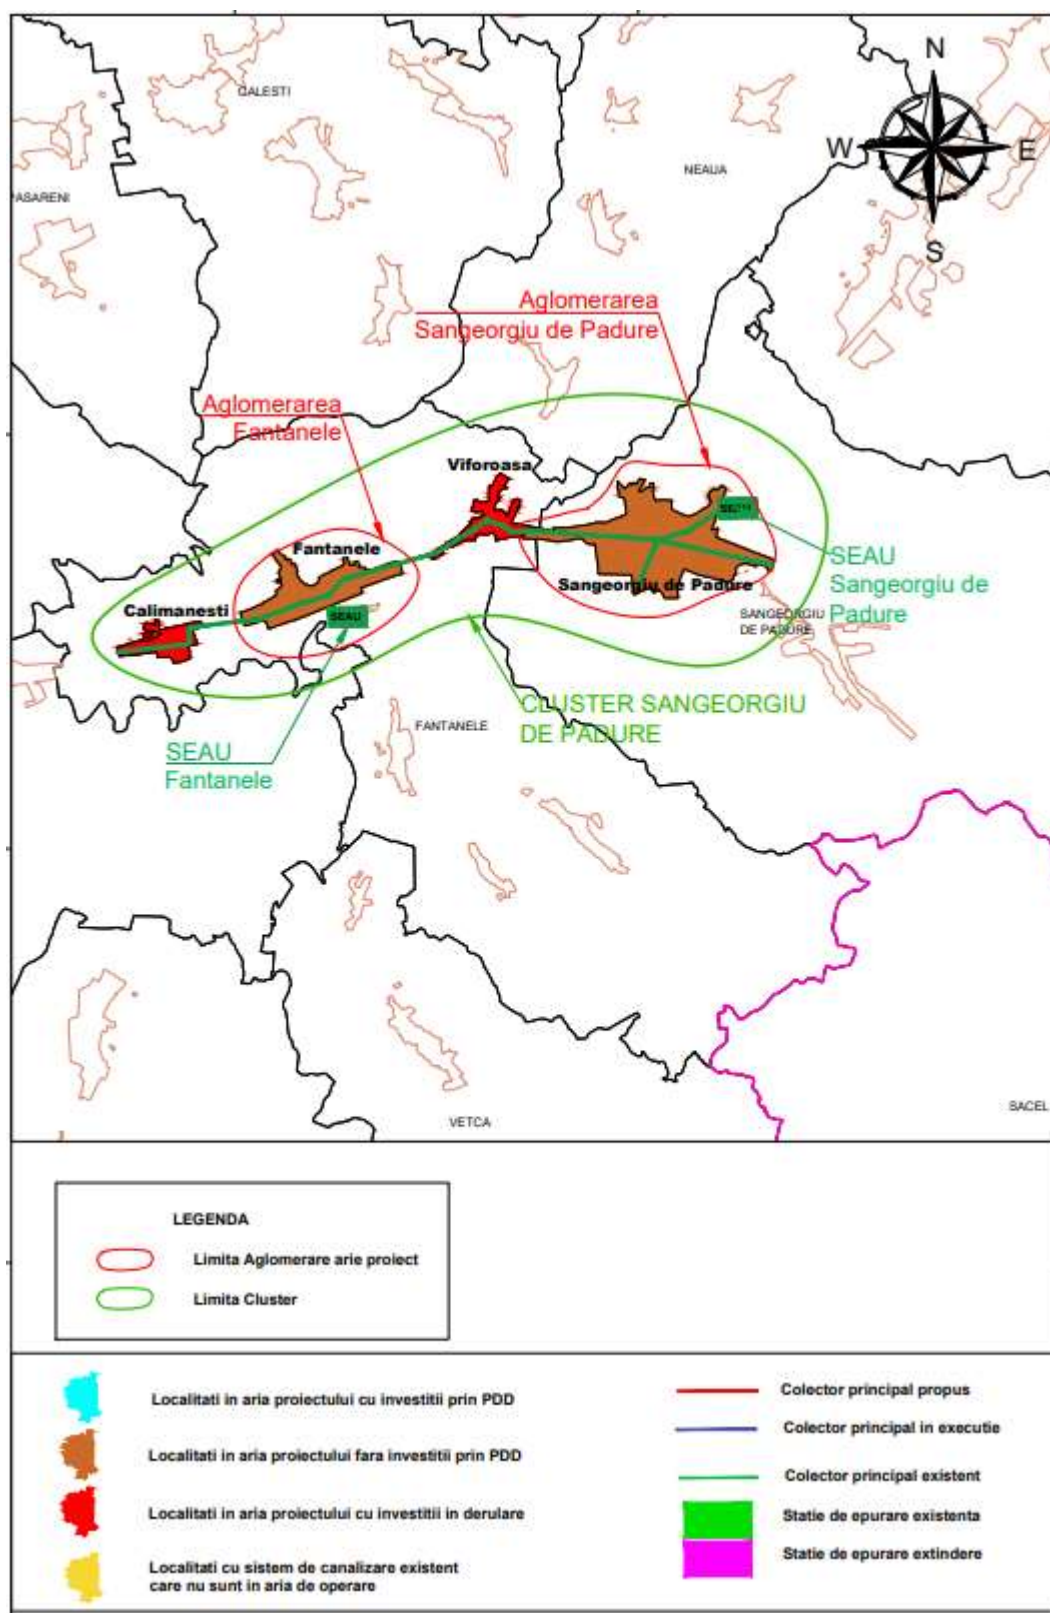 N
GALESTI
W
E
NEAUA
PASARENI
S
Aglomerarea
Sangeorgiu de Padure
Aglomerarea
Fantanele
Viforoasa
SEAU
Fantanele
SEAU
Sangeorgiu de
Padure
Sangeorgiu de Padure
Calimanesti
SEAU
SANGEORGIU
DE PADURE
CLUSTER SANGEORGIU
DE PADURE
FANTANELE
SEAU
Fantanele
SACEL
VETCA
LEGENDA
Limita Aglomerare arie proiect
Limita Cluster
Localitati in aria proiectului cu investitii prin PDD
Localitati in aria proiectului fara investitii prin PDD
Localitati in aria proiectului cu investitii in derulare
Localitati cu sistem de canalizare existent
care nu sunt in aria de operare
Colector principal propus
Colector principal in executie
Colector principal existent
Statie de epurare existenta
Statie de epurare extindere